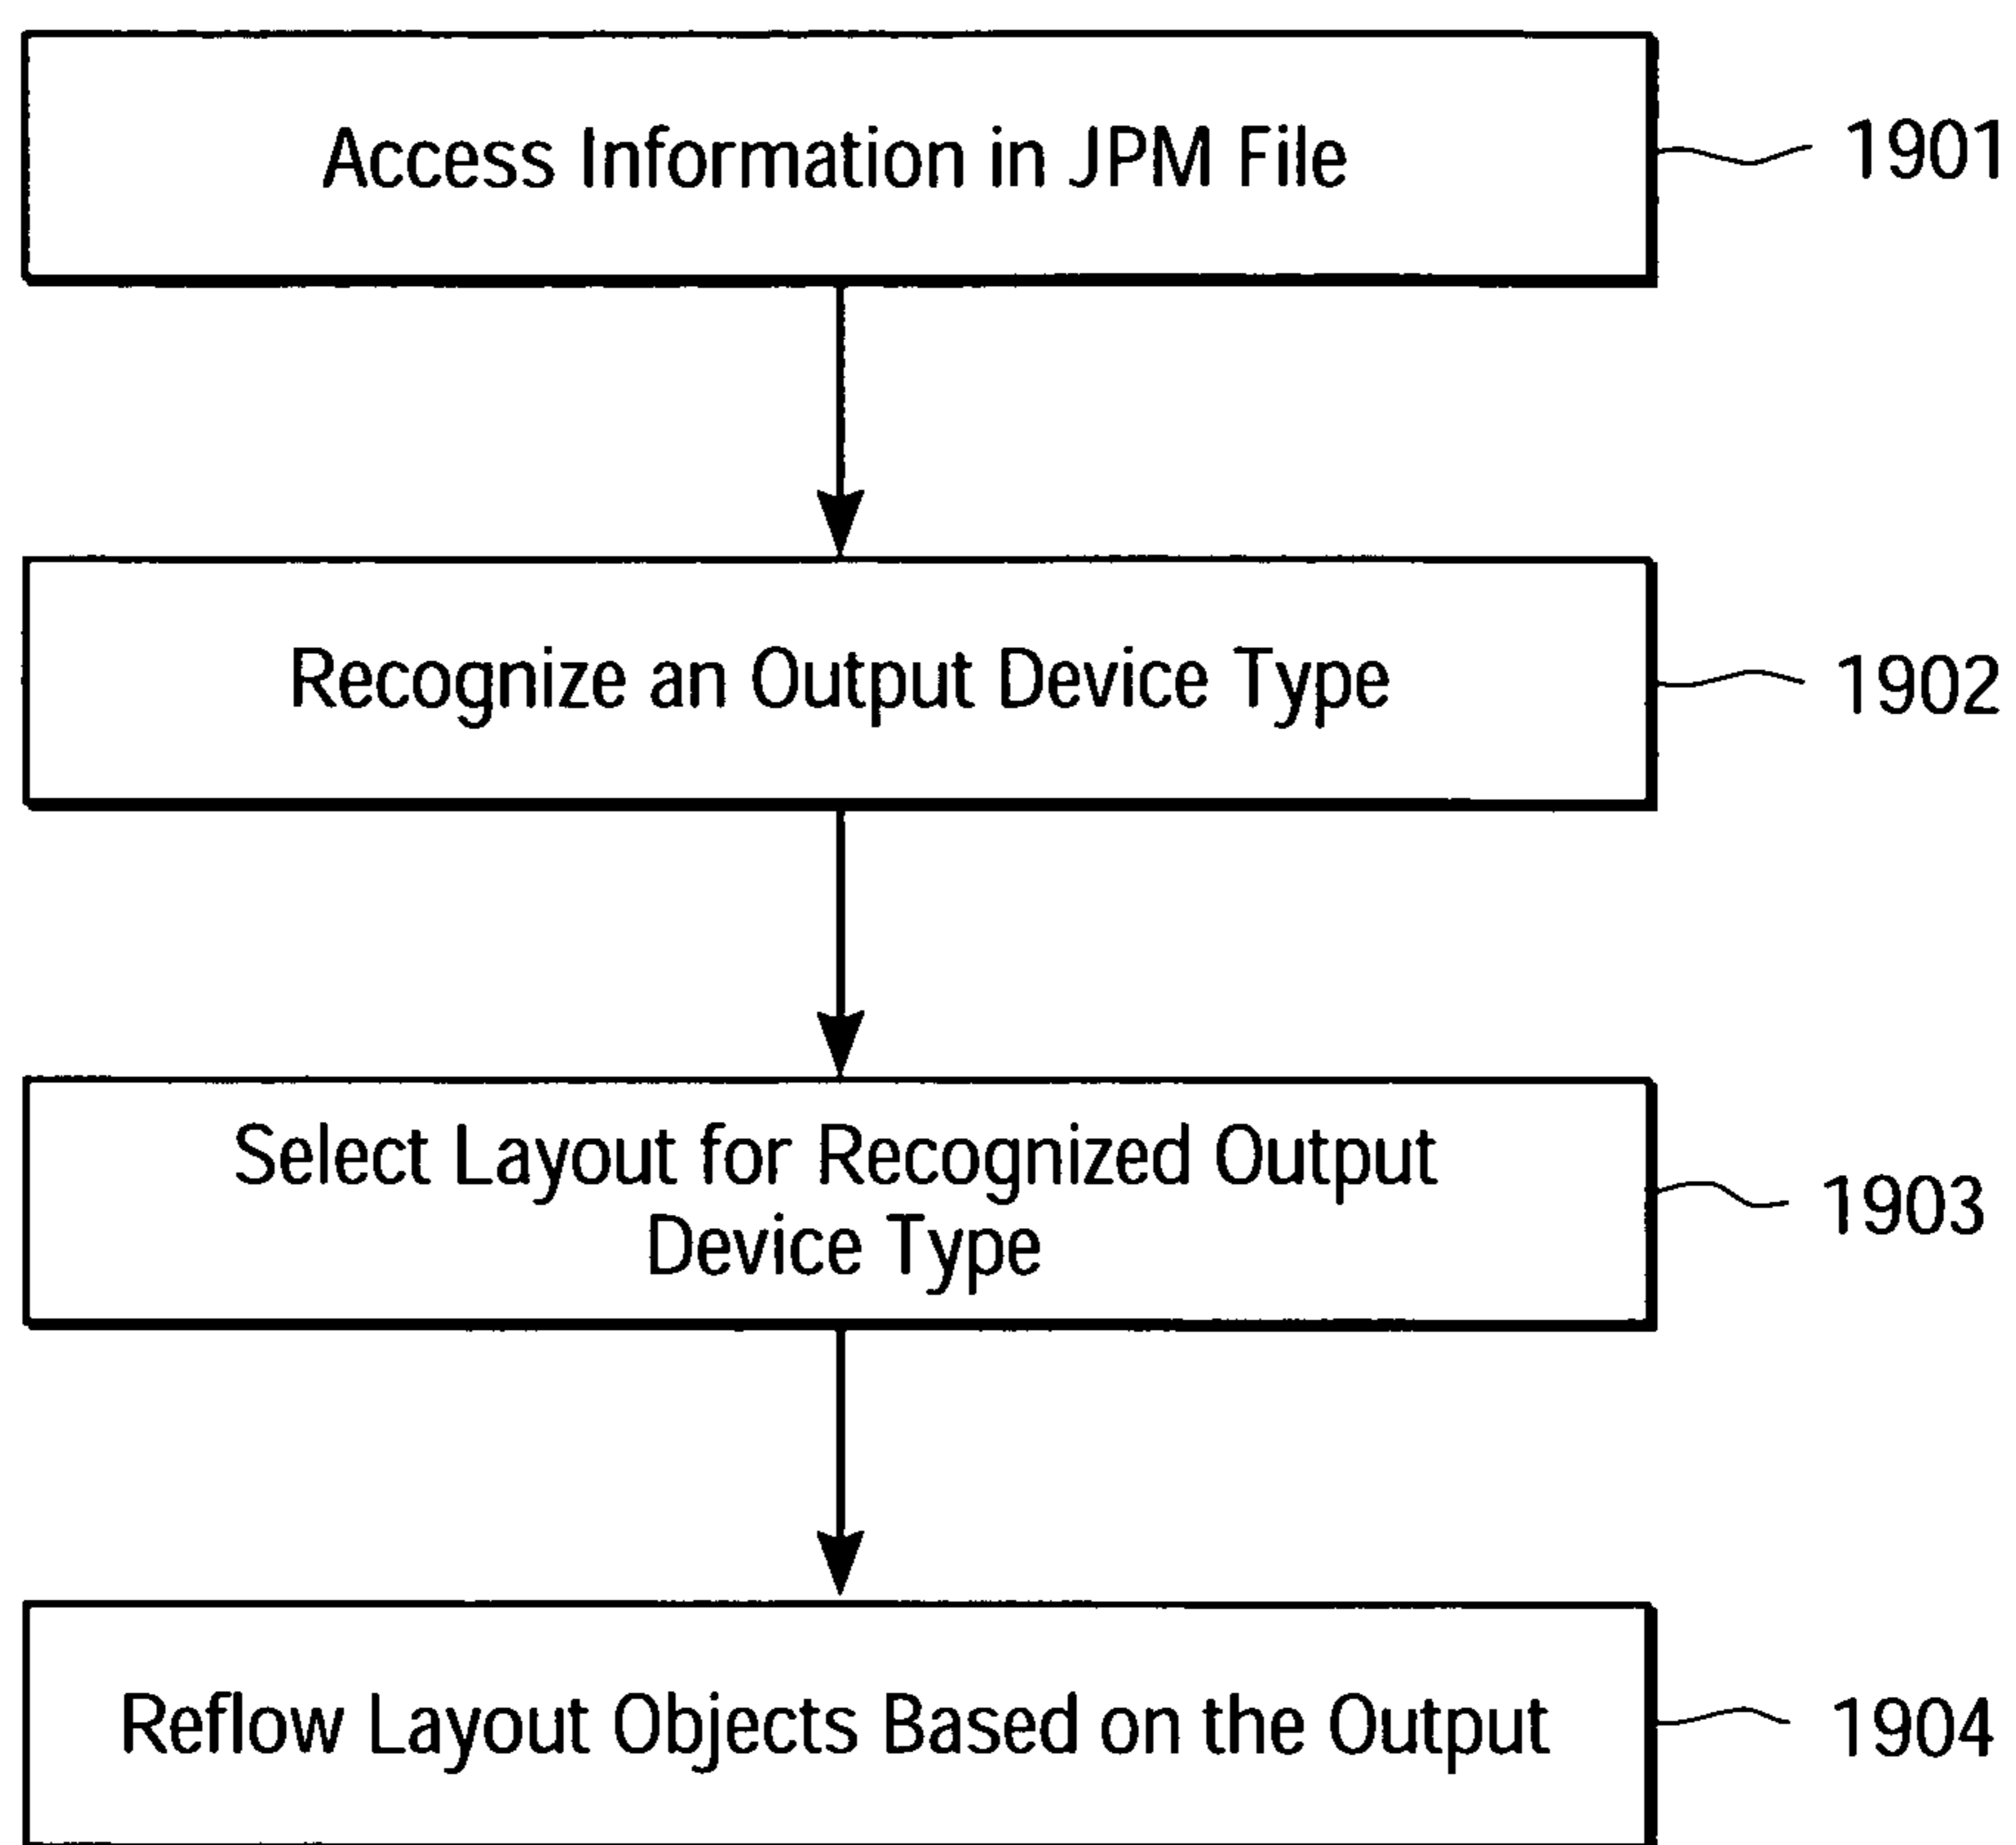 Access Information in JPM File
1901
Recognize an Output Device Type
1902
Select Layout for Recognized Output
Device Type
1903
Reflow Layout Objects Based on the Output
1904